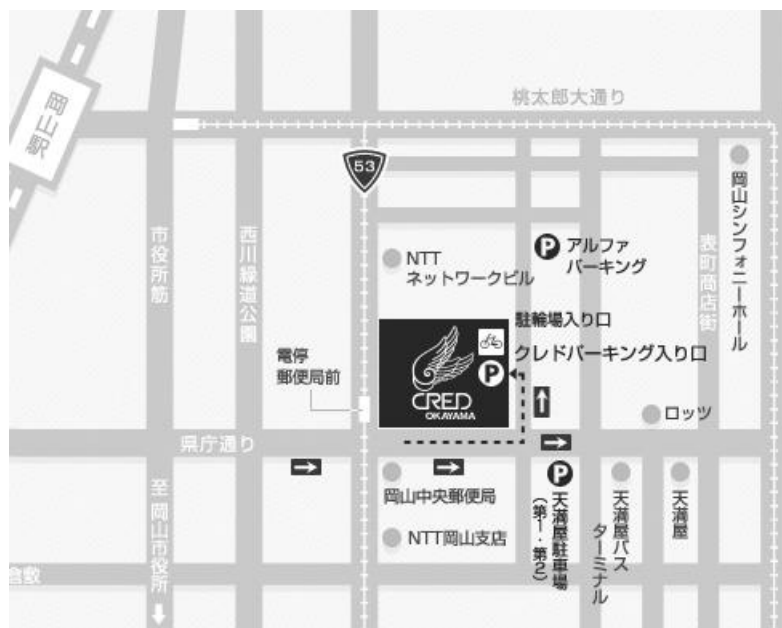 桃太郎大通り
岡山駅
53
岡山シンフォニーホール
市役所筋
西川緑道公園
表町商店街
NTT
ネットワークビル
P
アルファ
パーキング
駐輪場入り口
クレドパーキング入り口
P
CRED
OKAYAMA
電停
郵便局前
ロッツ
県庁通り
岡山中央郵便局
NTT岡山支店
P
天満屋駐車場
(第1・第2)
天満屋バス
ターミナル
天満屋
至 岡山市役所
倉敷